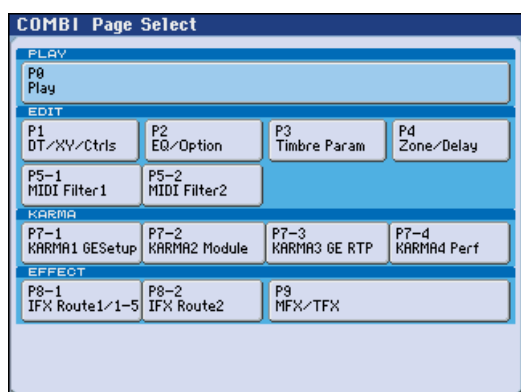 COMBI Page Select
PLAY
P0
Play
EDIT
P1
DT/XY/Ctrls
P2
EQ/Option
P3
Timbre Param
P4
Zone/Delay
P5-1
MIDI Filter1
P5-2
MIDI Filter2
KARMA
P7-1
KARMA1 GESetup
P7-2
KARMA2 Module
P7-3
KARMA3 GE RTP
P7-4
KARMA4 Perf
EFFECT
P8-1
IFX Route1/1-5
P8-2
IFX Route2
P9
MFX/TFX